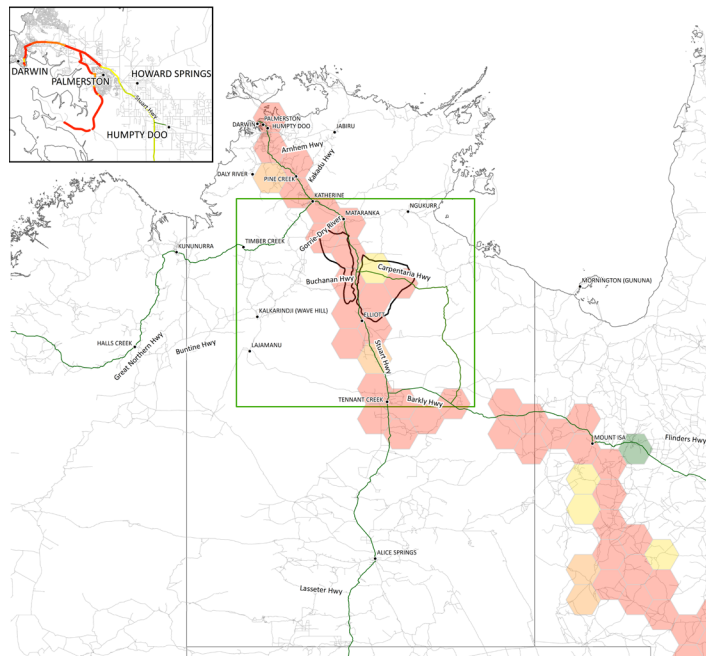 DARWIN
PALMERSTON
HOWARD SPRINGS
Stuart Hwy
HUMPTY DOO
DARWIN
PALMERSTON
HUMPTY DOO
JABIRU
Arnhem Hwy
Kakadu Hwy
DALY RIVER
PINE CREEK
KATHERINE
MATARANKA
NGUKURR
Gorrie-Dry River
KUNUNURRA
TIMBER CREEK
Carpentaria Hwy
Buchanan Hwy
MORNINGTON (GUNUNA)
KALKARINDJI (WAVE HILL)
ELLIOTT
HALLS CREEK
Great Northern Hwy
Buntine Hwy
LAJAMANU
Stuart Hwy
TENNANT CREEK
Barkly Hwy
MOUNT ISA
Flinders Hwy
ALICE SPRINGS
Lasseter Hwy